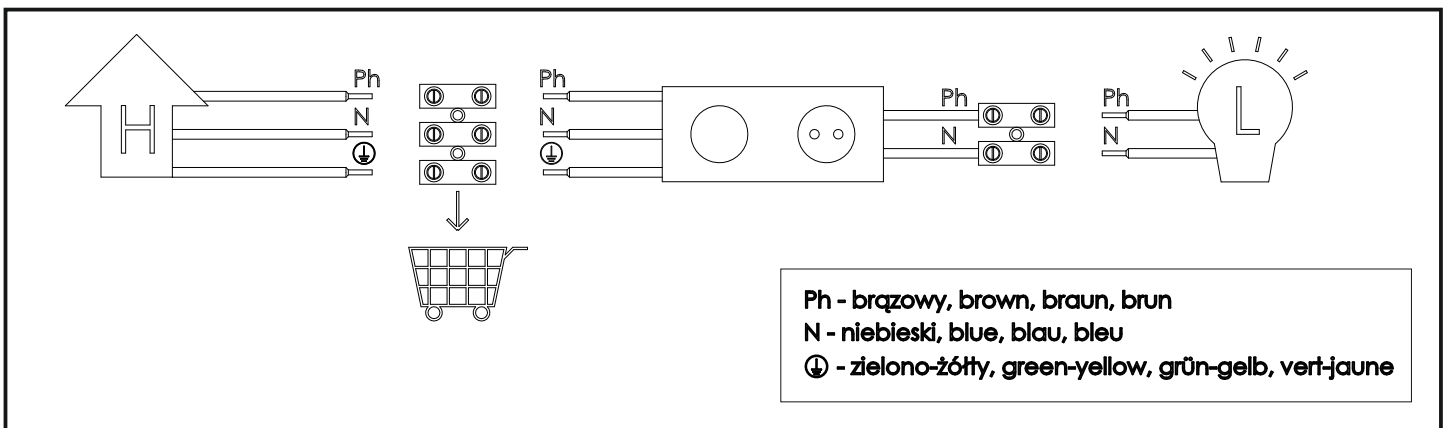 Ph
N
H
Ph
N
Ph
N
Ph
N
L
Ph - brązowy, brown, braun, brun
N - niebieski, blue, blau, bleu
⏚ - zielono-żółty, green-yellow, grün-gelb, vert-jaune